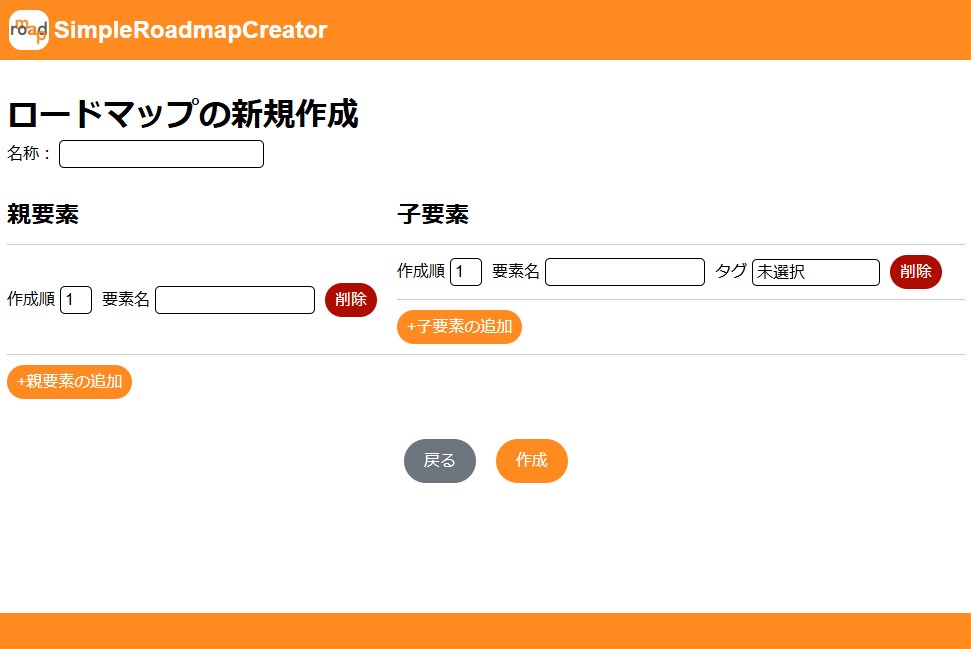 road map SimpleRoadmapCreator
ロードマップの新規作成
名称：
親要素 子要素
作成順 1 要素名 タグ 未選択 削除
作成順 1 要素名 削除
+子要素の追加
+親要素の追加
戻る 作成